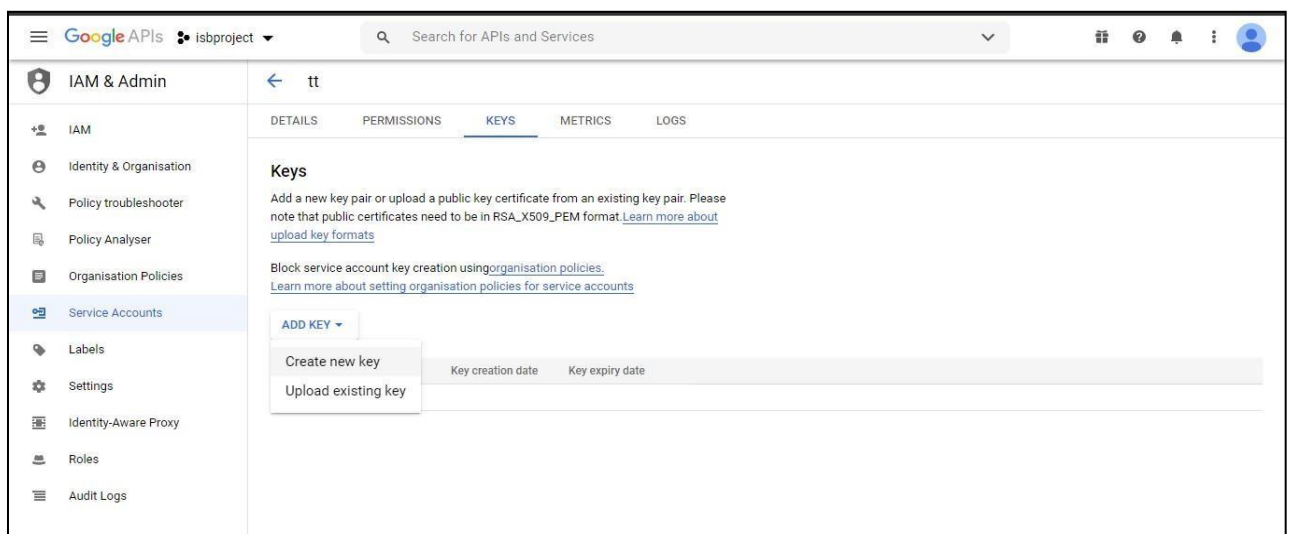 Google APIs isbproject Search for APIs and Services
IAM & Admin
tt
IAM
Identity & Organisation
Policy troubleshooter
Policy Analyser
Organisation Policies
Service Accounts
Labels
Settings
Identity-Aware Proxy
Roles
Audit Logs
DETAILS PERMISSIONS KEYS METRICS LOGS
Keys
Add a new key pair or upload a public key certificate from an existing key pair. Please
note that public certificates need to be in RSA_X509_PEM format.Learn more about
upload key formats
Block service account key creation usingorganisation policies.
Learn more about setting organisation policies for service accounts
ADD KEY
Create new key
Upload existing key
Key creation date Key expiry date